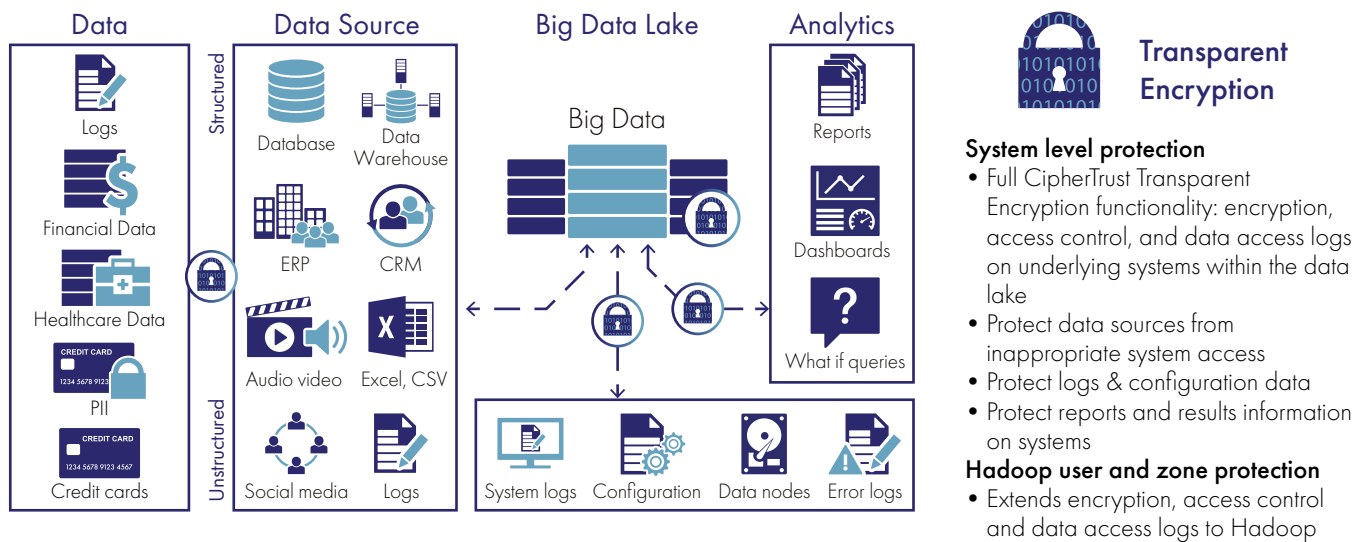 Data
Data Source
Big Data Lake
Analytics
Transparent
Encryption
Logs
Financial Data
Healthcare Data
CREDIT CARD
1234 5678 9123
PII
CREDIT CARD
1234 5678 9123 4567
Credit cards
Structured
Unstructured
Database
Data
Warehouse
ERP
CRM
Audio video
X
Excel, CSV
Social media
Logs
Big Data
System logs
Configuration
Data nodes
Error logs
Reports
Dashboards
?
What if queries
System level protection
• Full CipherTrust Transparent
Encryption functionality: encryption,
access control, and data access logs
on underlying systems within the data
lake
• Protect data sources from
inappropriate system access
• Protect logs & configuration data
• Protect reports and results information
on systems
Hadoop user and zone protection
• Extends encryption, access control
and data access logs to Hadoop